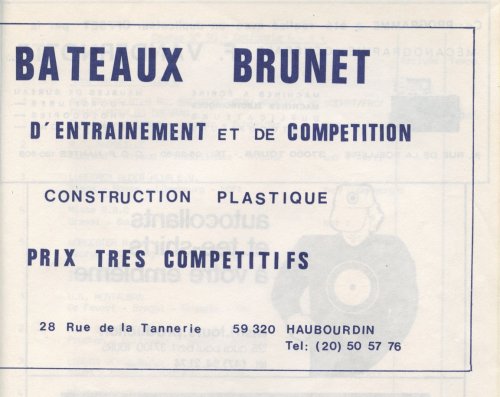 BATEAUX BRUNET
D'ENTRAINEMENT ET DE COMPETITION
CONSTRUCTION PLASTIQUE
PRIX TRES COMPETITIFS
28 Rue de la Tannerie 59 320 HAUBOURDIN
Tel: (20) 50 57 76